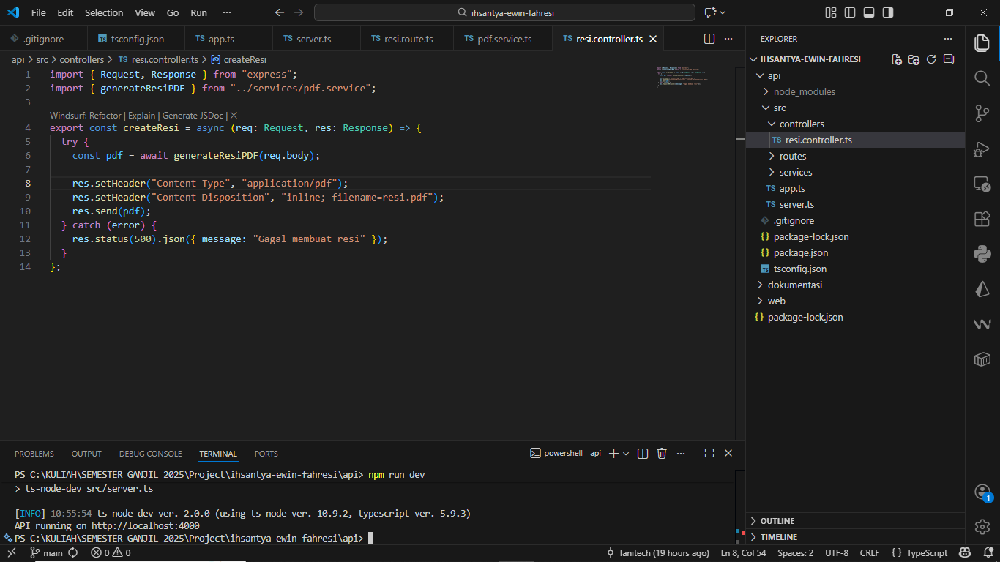 File Edit Selection View Go Run ···
ihsantya-ewin-fahresi
.gitignore tsconfig.json app.ts server.ts resi.route.ts pdf.service.ts resi.controller.ts
api > src > controllers > resi.controller.ts > createResi
1 import { Request, Response } from "express";
2 import { generateResiPDF } from "../services/pdf.service";
3
Windsurf: Refactor | Explain | Generate JSDoc | X
4 export const createResi = async (req: Request, res: Response) => {
5 try {
6 const pdf = await generateResiPDF(req.body);
7
8 res.setHeader("Content-Type", "application/pdf");
9 res.setHeader("Content-Disposition", "inline; filename=resi.pdf");
10 res.send(pdf);
11 } catch (error) {
12 res.status(500).json({ message: "Gagal membuat resi" });
13 }
14 };
EXPLORER
IHSANTYA-EWIN-FAHRESI
api
node_modules
src
controllers
TS resi.controller.ts
routes
services
TS app.ts
TS server.ts
.gitignore
{} package-lock.json
{} package.json
TS tsconfig.json
dokumentasi
web
{} package-lock.json
OUTLINE
TIMELINE
PROBLEMS OUTPUT DEBUG CONSOLE TERMINAL PORTS
powershell - api
PS C:\KULIAH\SEMESTER GANJIL 2025\Project\ihsantya-ewin-fahresi\api> npm run dev
> ts-node-dev src/server.ts
[INFO] 10:55:54 ts-node-dev ver. 2.0.0 (using ts-node ver. 10.9.2, typescript ver. 5.9.3)
API running on http://localhost:4000
PS C:\KULIAH\SEMESTER GANJIL 2025\Project\ihsantya-ewin-fahresi\api>
1
main 0 0 Tanitech (19 hours ago) Ln 8, Col 54 Spaces: 2 UTF-8 CRLF {} TypeScript